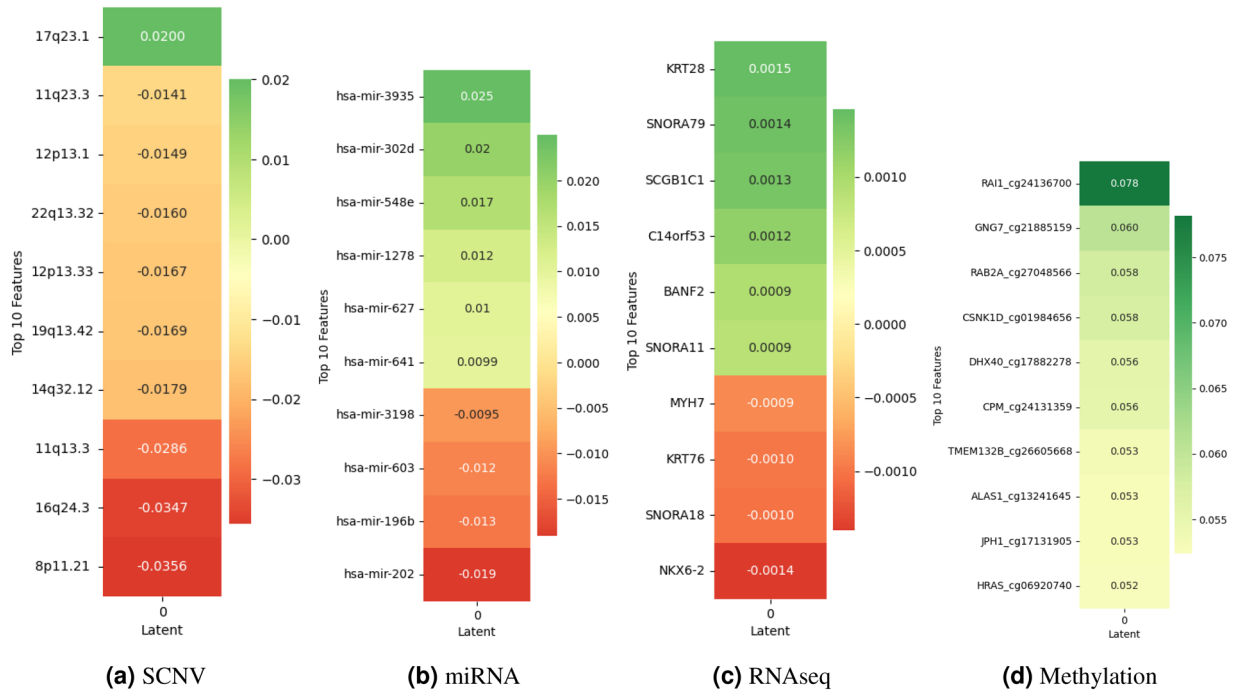 Top 10 Features
17q23.1
0.0200
11q23.3
-0.0141
12p13.1
-0.0149
22q13.32
-0.0160
12p13.33
-0.0167
19q13.42
-0.0169
14q32.12
-0.0179
11q13.3
-0.0286
16q24.3
-0.0347
8p11.21
-0.0356
0
Latent
0.02
0.01
0.00
−0.01
−0.02
−0.03
(a) SCNV
Top 10 Features
hsa-mir-3935
0.025
hsa-mir-302d
0.02
hsa-mir-548e
0.017
hsa-mir-1278
0.012
hsa-mir-627
0.01
hsa-mir-641
0.0099
hsa-mir-3198
-0.0095
hsa-mir-603
-0.012
hsa-mir-196b
-0.013
hsa-mir-202
-0.019
0
Latent
0.020
0.015
0.010
0.005
0.000
−0.005
−0.010
−0.015
(b) miRNA
Top 10 Features
KRT28
0.0015
SNORA79
0.0014
SCGB1C1
0.0013
C14orf53
0.0012
BANF2
0.0009
SNORA11
0.0009
MYH7
-0.0009
KRT76
-0.0010
SNORA18
-0.0010
NKX6-2
-0.0014
0
Latent
0.0010
0.0005
0.0000
−0.0005
−0.0010
(c) RNAseq
Top 10 Features
RAI1_cg24136700
0.078
GNG7_cg21885159
0.060
RAB2A_cg27048566
0.058
CSNK1D_cg01984656
0.058
DHX40_cg17882278
0.056
CPM_cg24131359
0.056
TMEM132B_cg26605668
0.053
ALAS1_cg13241645
0.053
JPH1_cg17131905
0.053
HRAS_cg06920740
0.052
0
Latent
0.075
0.070
0.065
0.060
0.055
(d) Methylation